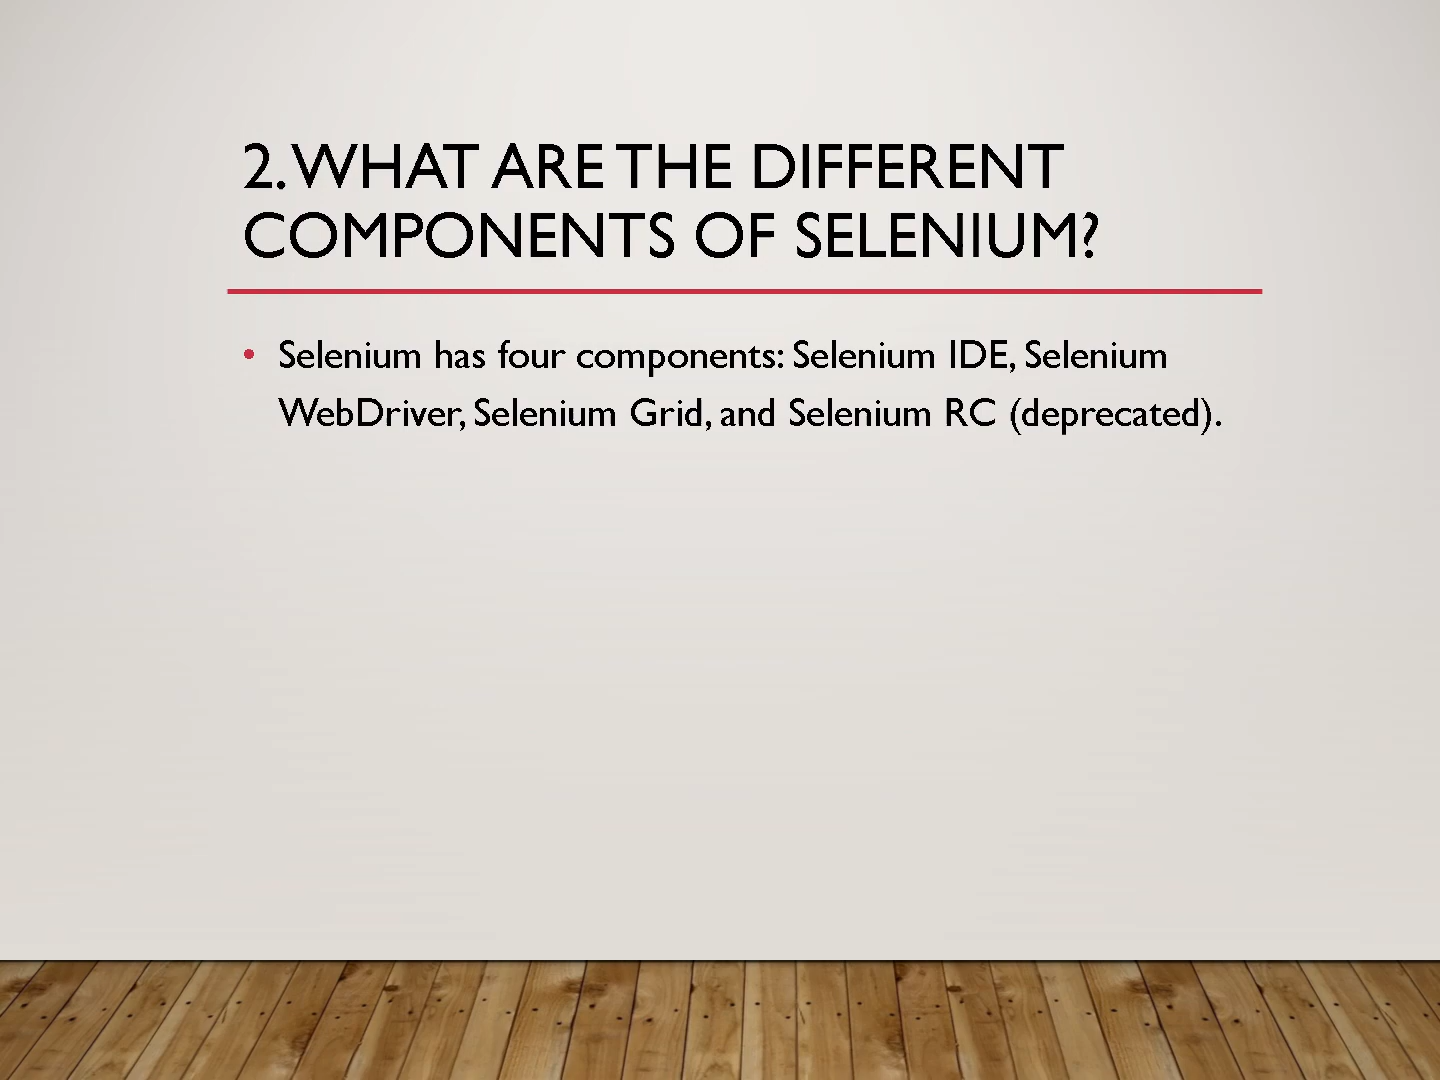 2. WHAT ARE THE DIFFERENT
COMPONENTS OF SELENIUM?
• Selenium has four components: Selenium IDE, Selenium
WebDriver, Selenium Grid, and Selenium RC (deprecated).